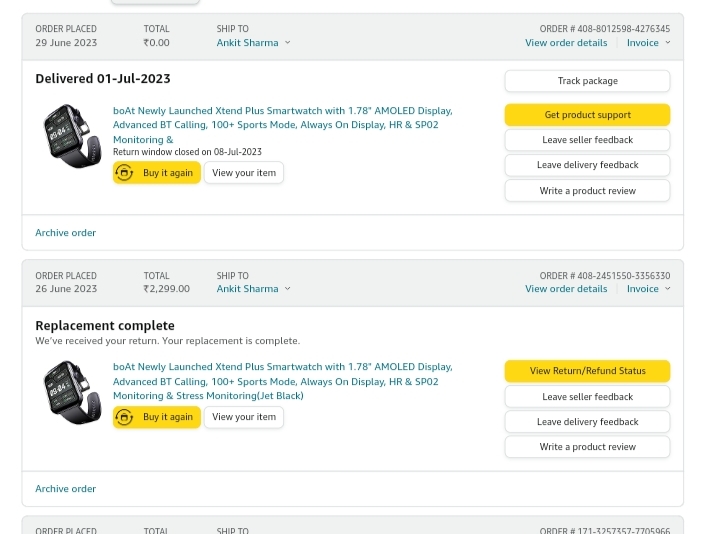 ORDER PLACED TOTAL SHIP TO ORDER # 408-8012598-4276345
29 June 2023 ₹0.00 Ankit Sharma View order details Invoice
Delivered 01-Jul-2023
Track package
boAt Newly Launched Xtend Plus Smartwatch with 1.78" AMOLED Display,
Advanced BT Calling, 100+ Sports Mode, Always On Display, HR & SPO2
Monitoring &
Return window closed on 08-Jul-2023
Buy it again View your item
Get product support
Leave seller feedback
Leave delivery feedback
Write a product review
Archive order
ORDER PLACED TOTAL SHIP TO ORDER # 408-2451550-3356330
26 June 2023 ₹2,299.00 Ankit Sharma View order details Invoice
Replacement complete
We've received your return. Your replacement is complete.
boAt Newly Launched Xtend Plus Smartwatch with 1.78" AMOLED Display,
Advanced BT Calling, 100+ Sports Mode, Always On Display, HR & SPO2
Monitoring & Stress Monitoring(Jet Black)
Buy it again View your item
View Return/Refund Status
Leave seller feedback
Leave delivery feedback
Write a product review
Archive order
ORDER PLACED TOTAL SHIP TO ORDER # 171-3257357-7705966